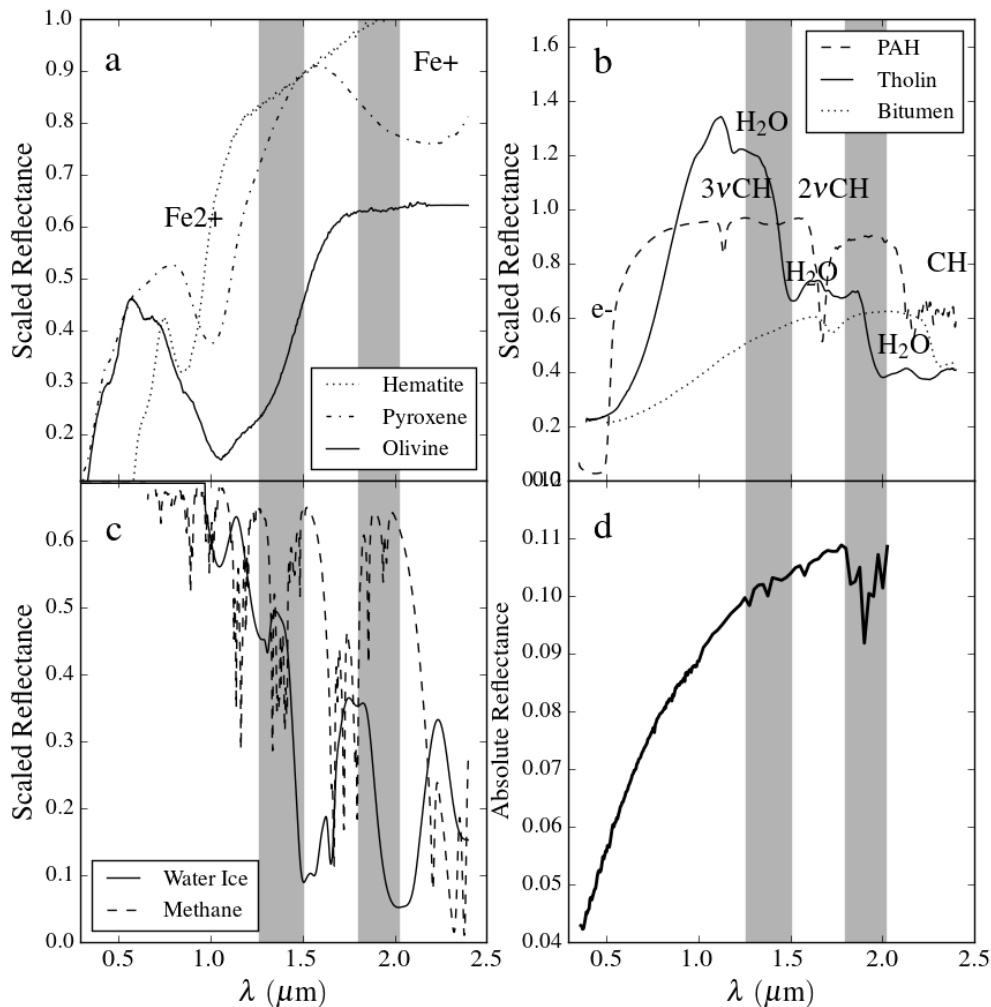 a
Fe+
Fe2+
Scaled Reflectance
1.0
0.9
0.8
0.7
0.6
0.5
0.4
0.3
0.2
Hematite
Pyroxene
Olivine
b
PAH
Tholin
Bitumen
H2O
3νCH
2νCH
H2O
CH
e-
H2O
Scaled Reflectance
1.6
1.4
1.2
1.0
0.8
0.6
0.4
0.2
c
Scaled Reflectance
0.6
0.5
0.4
0.3
0.2
0.1
0.0
Water Ice
Methane
0.5
1.0
1.5
2.0
2.5
λ (μm)
d
Absolute Reflectance
0.11
0.10
0.09
0.08
0.07
0.06
0.05
0.04
0.5
1.0
1.5
2.0
2.5
λ (μm)